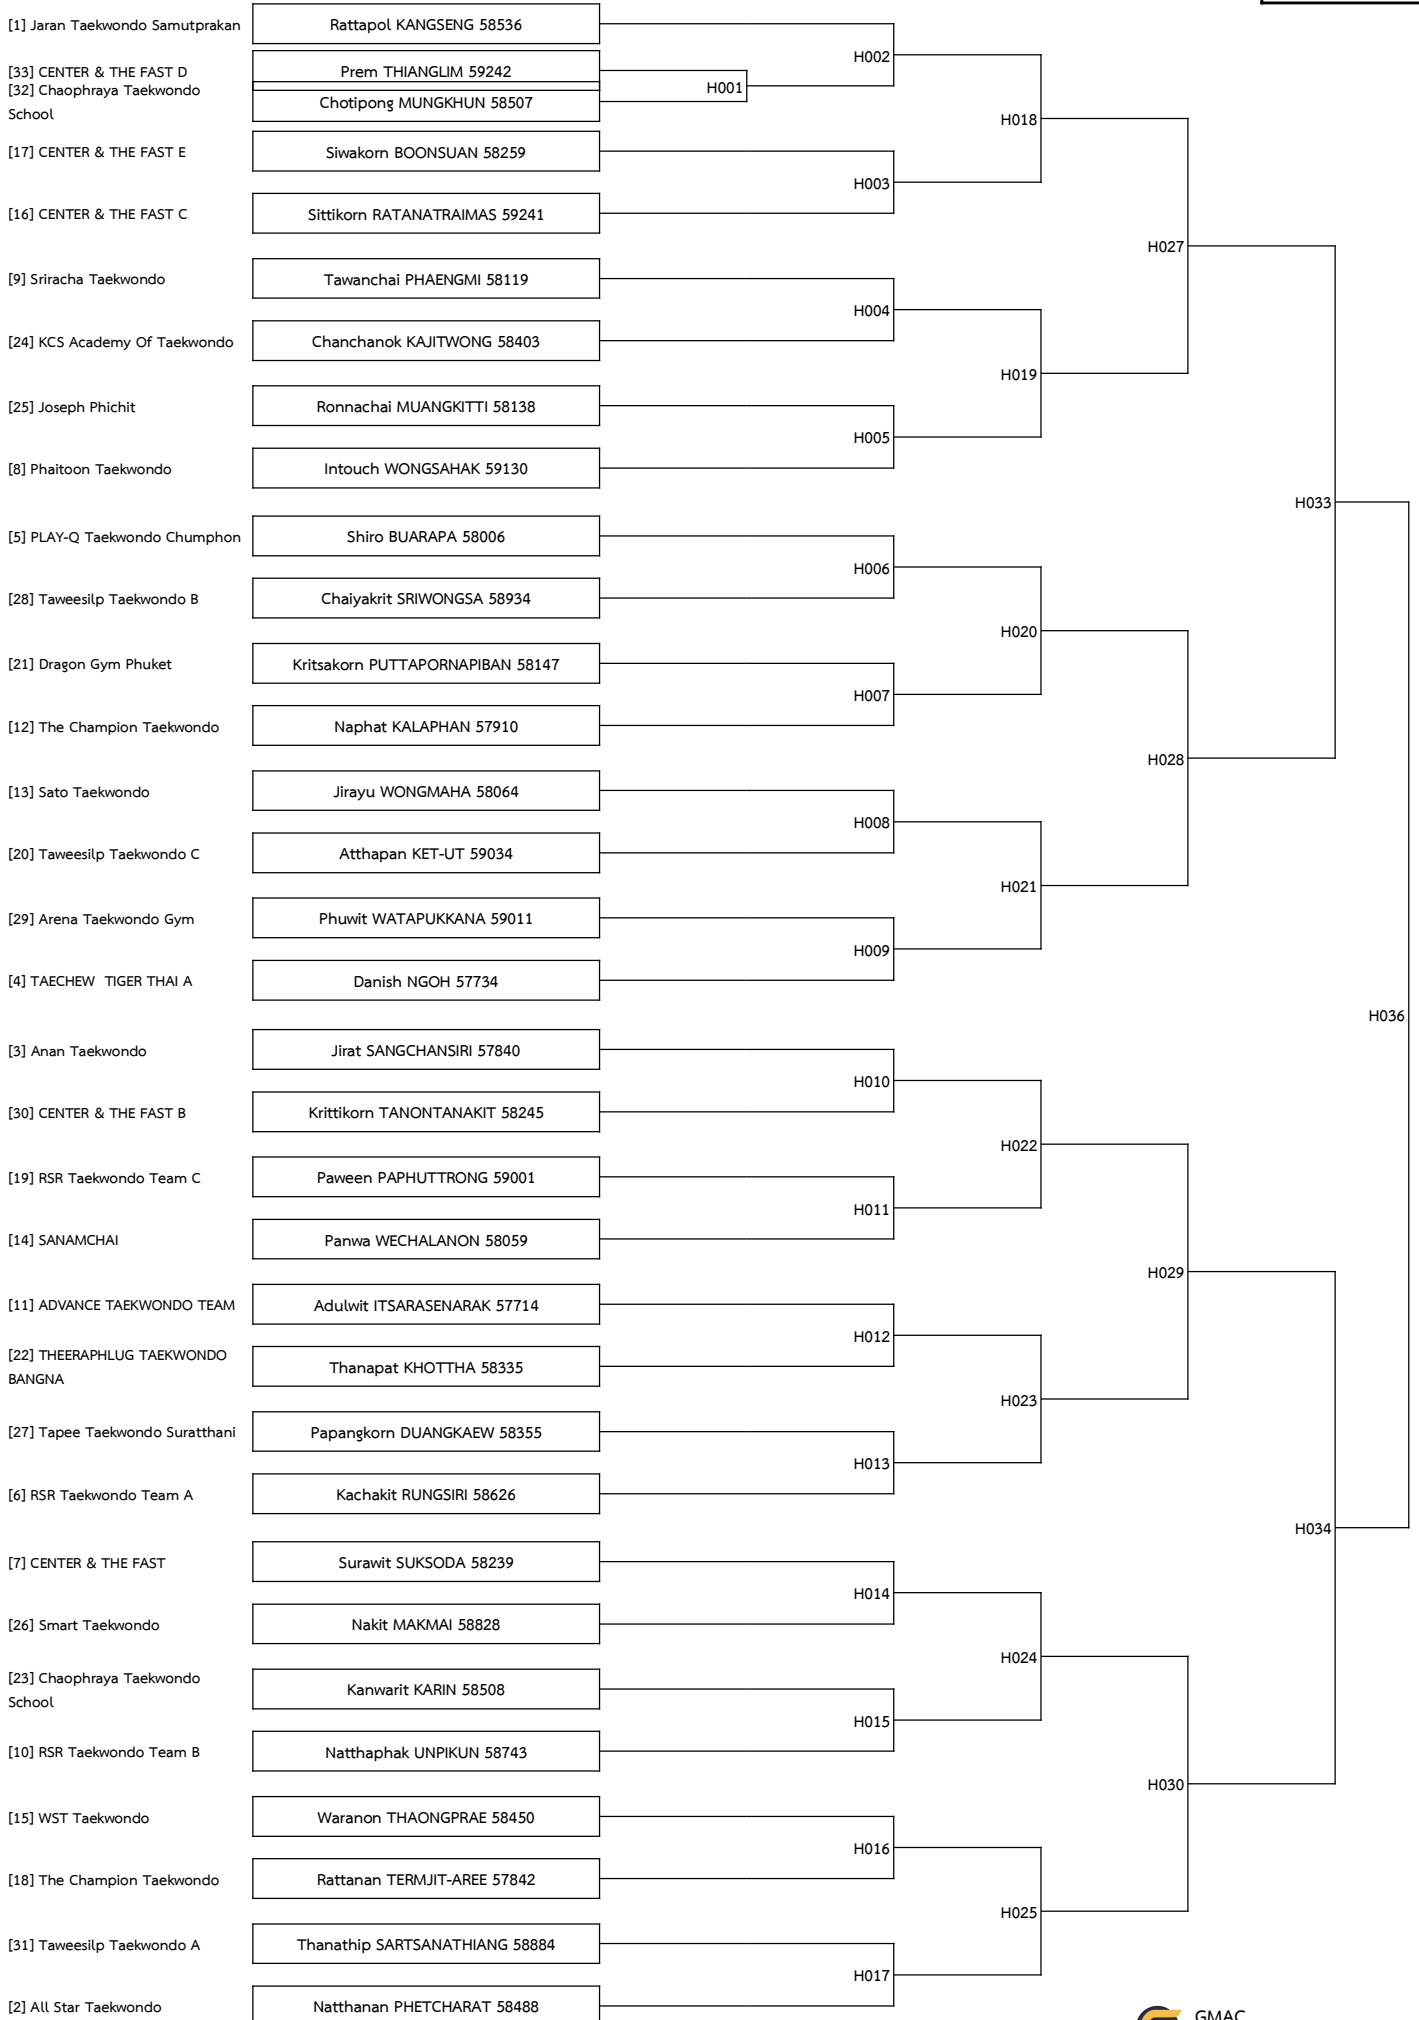 [1] Jaran Taekwondo Samutprakan
Rattapol KANGSENG 58536
H002
[33] CENTER & THE FAST D
Prem THIANGLIM 59242
H001
[32] Chaophraya Taekwondo
School
Chotipong MUNGKHUN 58507
H018
[17] CENTER & THE FAST E
Siwakorn BOONSUAN 58259
H003
[16] CENTER & THE FAST C
Sittikorn RATANATRAIMAS 59241
H027
[9] Sriracha Taekwondo
Tawanchai PHAENGMI 58119
H004
[24] KCS Academy Of Taekwondo
Chanchanok KAJITWONG 58403
H019
[25] Joseph Phichit
Ronnachai MUANGKITTI 58138
H005
[8] Phaitoon Taekwondo
Intouch WONGSAHAK 59130
H033
[5] PLAY-Q Taekwondo Chumphon
Shiro BUARAPA 58006
H006
[28] Taweesilp Taekwondo B
Chaiyakrit SRIWONGSA 58934
H020
[21] Dragon Gym Phuket
Kritsakorn PUTTAPORNAPIBAN 58147
H007
[12] The Champion Taekwondo
Naphat KALAPHAN 57910
H028
[13] Sato Taekwondo
Jirayu WONGMAHA 58064
H008
[20] Taweesilp Taekwondo C
Atthapan KET-UT 59034
H021
[29] Arena Taekwondo Gym
Phuwit WATAPUKKANA 59011
H009
[4] TAECHEW  TIGER THAI A
Danish NGOH 57734
H036
[3] Anan Taekwondo
Jirat SANGCHANSIRI 57840
H010
[30] CENTER & THE FAST B
Krittikorn TANONTANAKIT 58245
H022
[19] RSR Taekwondo Team C
Paween PAPHUTTRONG 59001
H011
[14] SANAMCHAI
Panwa WECHALANON 58059
H029
[11] ADVANCE TAEKWONDO TEAM
Adulwit ITSARASENARAK 57714
H012
[22] THEERAPHLUG TAEKWONDO
BANGNA
Thanapat KHOTTHA 58335
H023
[27] Tapee Taekwondo Suratthani
Papangkorn DUANGKAEW 58355
H013
[6] RSR Taekwondo Team A
Kachakit RUNGSIRI 58626
H034
[7] CENTER & THE FAST
Surawit SUKSODA 58239
H014
[26] Smart Taekwondo
Nakit MAKMAI 58828
H024
[23] Chaophraya Taekwondo
School
Kanwarit KARIN 58508
H015
[10] RSR Taekwondo Team B
Natthaphak UNPIKUN 58743
H030
[15] WST Taekwondo
Waranon THAONGPRAE 58450
H016
[18] The Champion Taekwondo
Rattanan TERMJIT-AREE 57842
H025
[31] Taweesilp Taekwondo A
Thanathip SARTSANATHIANG 58884
H017
[2] All Star Taekwondo
Natthanan PHETCHARAT 58488
GMAC